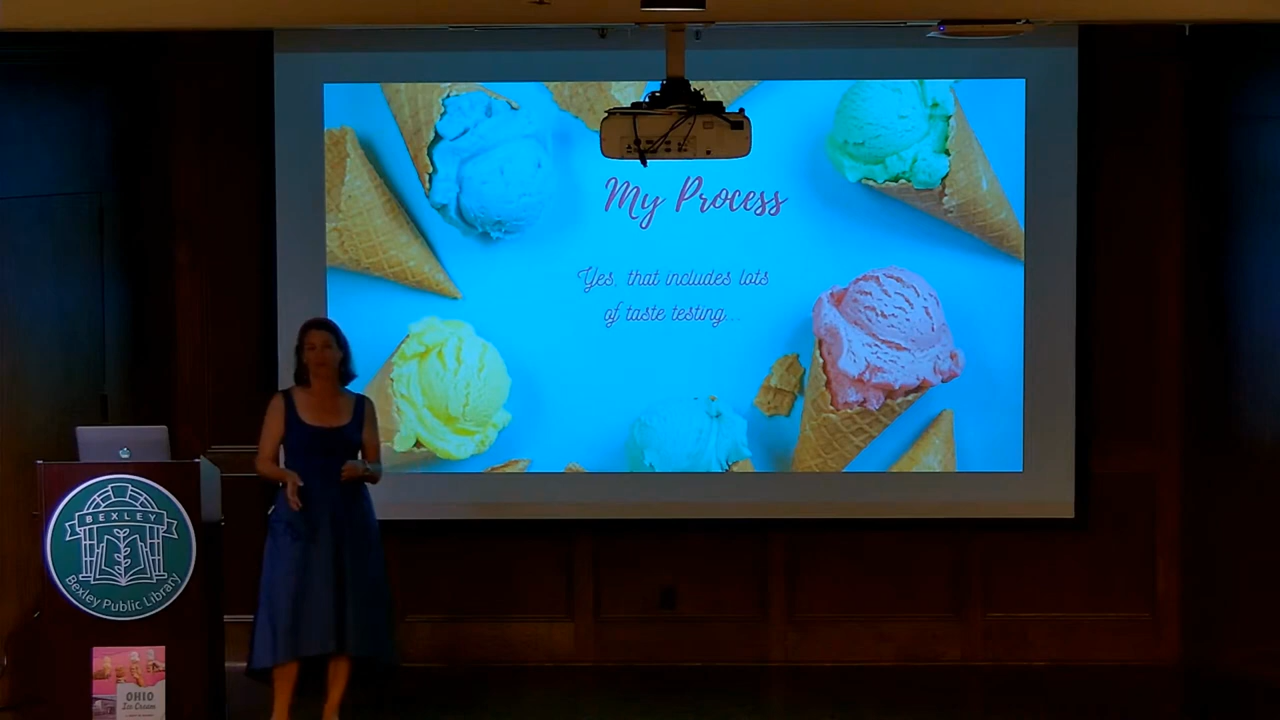 My Process
Yes, that includes lots
of taste testing...
BEXLEY
Bexley Public Library
OHIO
Ice Cream